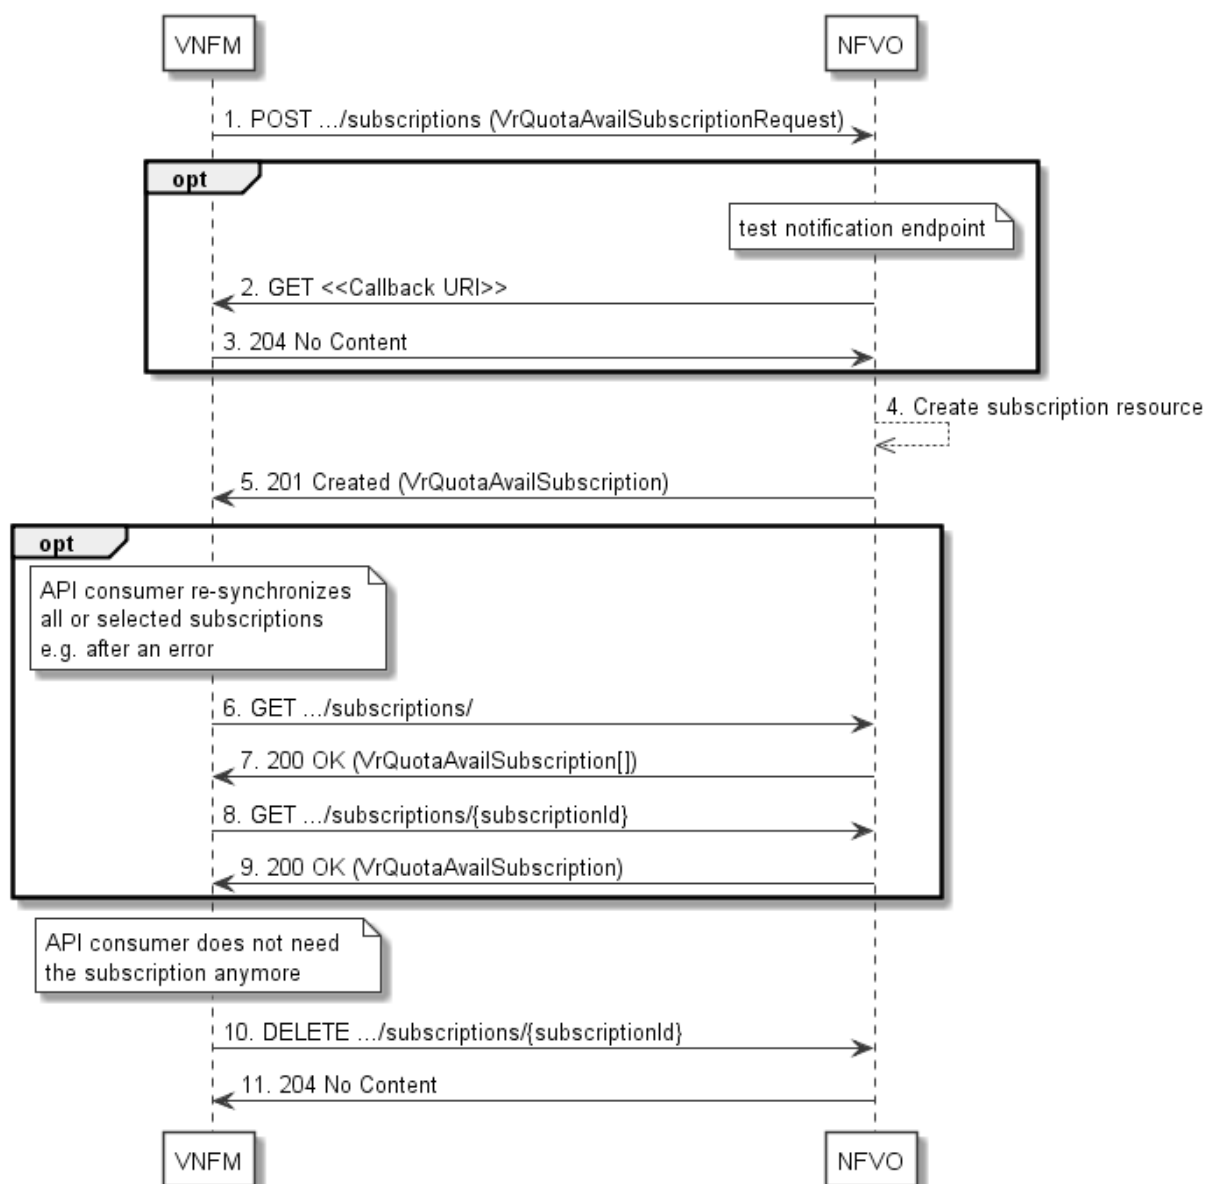 VNFM
NFVO
1. POST .../subscriptions (VrQuotaAvailSubscriptionRequest)
opt
test notification endpoint
2. GET <<Callback URI>>
3. 204 No Content
4. Create subscription resource
5. 201 Created (VrQuotaAvailSubscription)
opt
API consumer re-synchronizes
all or selected subscriptions
e.g. after an error
6. GET .../subscriptions/
7. 200 OK (VrQuotaAvailSubscription[])
8. GET .../subscriptions/{subscriptionId}
9. 200 OK (VrQuotaAvailSubscription)
API consumer does not need
the subscription anymore
10. DELETE .../subscriptions/{subscriptionId}
11. 204 No Content
VNFM
NFVO